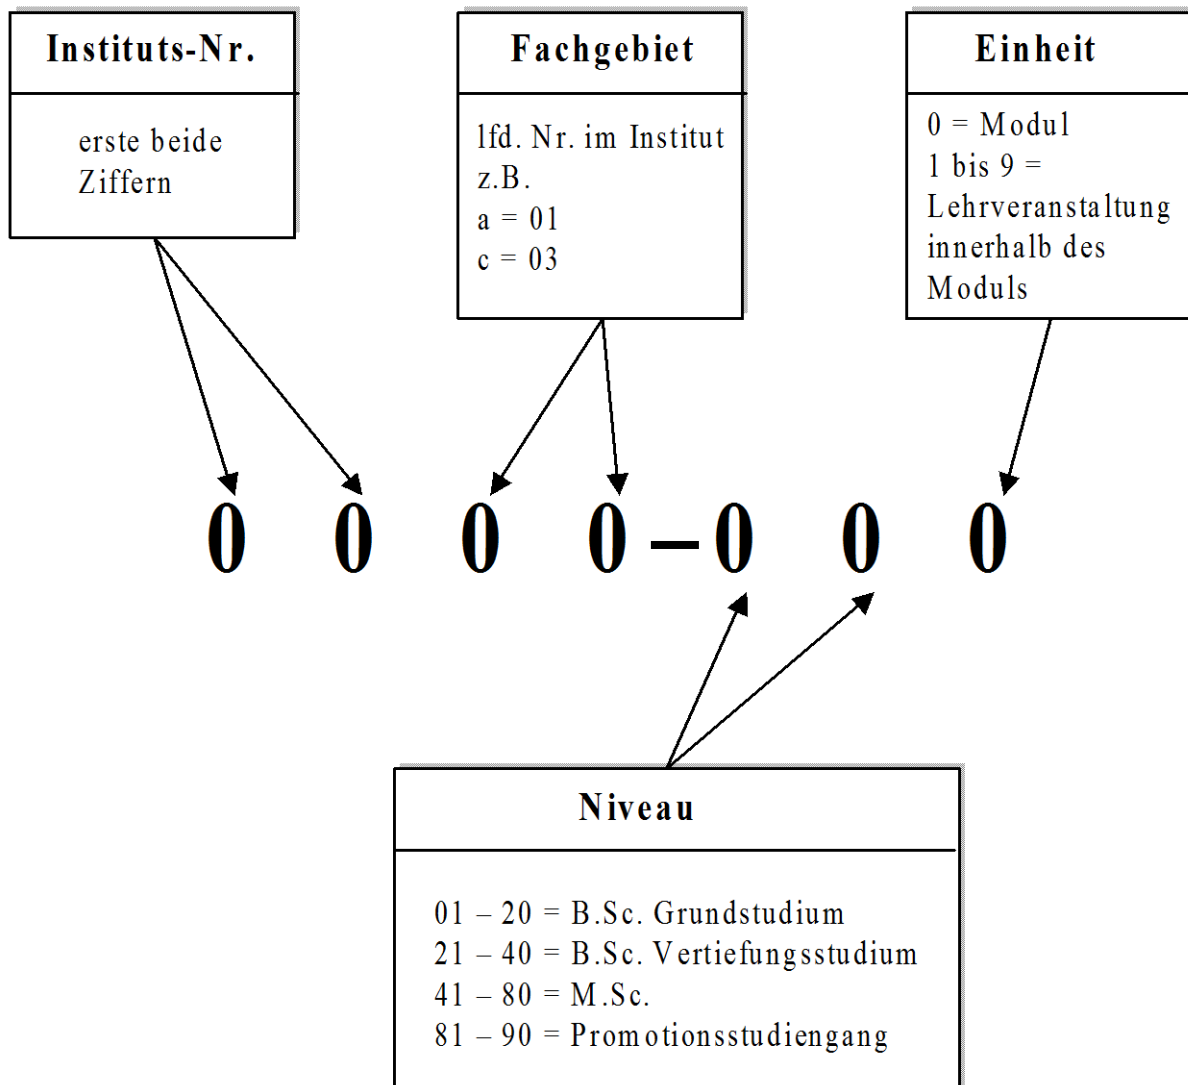 Instituts-Nr.
erste beide
Ziffern
Fachgebiet
lfd. Nr. im Institut
z.B.
a = 01
c = 03
Einheit
0 = Modul
1 bis 9 =
Lehrveranstaltung
innerhalb des
Moduls
0 0 0 0 – 0 0 0
Niveau
01 – 20 = B.Sc. Grundstudium
21 – 40 = B.Sc. Vertiefungsstudium
41 – 80 = M.Sc.
81 – 90 = Promotionsstudiengang